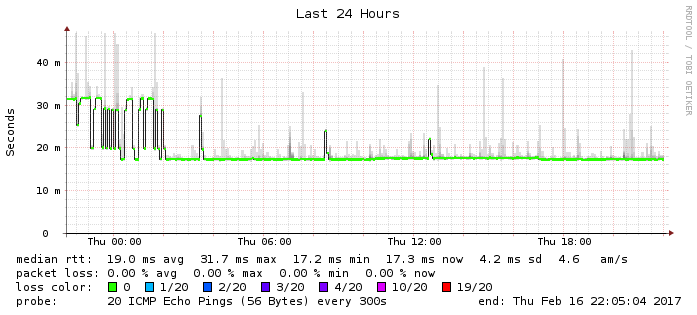 Last 24 Hours
RRDTOOL / TOBI OETIKER
Seconds
40 m
30 m
20 m
10 m
0
Thu 00:00 Thu 06:00 Thu 12:00 Thu 18:00
median rtt: 19.0 ms avg 31.7 ms max 17.2 ms min 17.3 ms now 4.2 ms sd 4.6 am/s
packet loss: 0.00 % avg 0.00 % max 0.00 % min 0.00 % now
loss color: 0 1/20 2/20 3/20 4/20 10/20 19/20
probe: 20 ICMP Echo Pings (56 Bytes) every 300s end: Thu Feb 16 22:05:04 2017